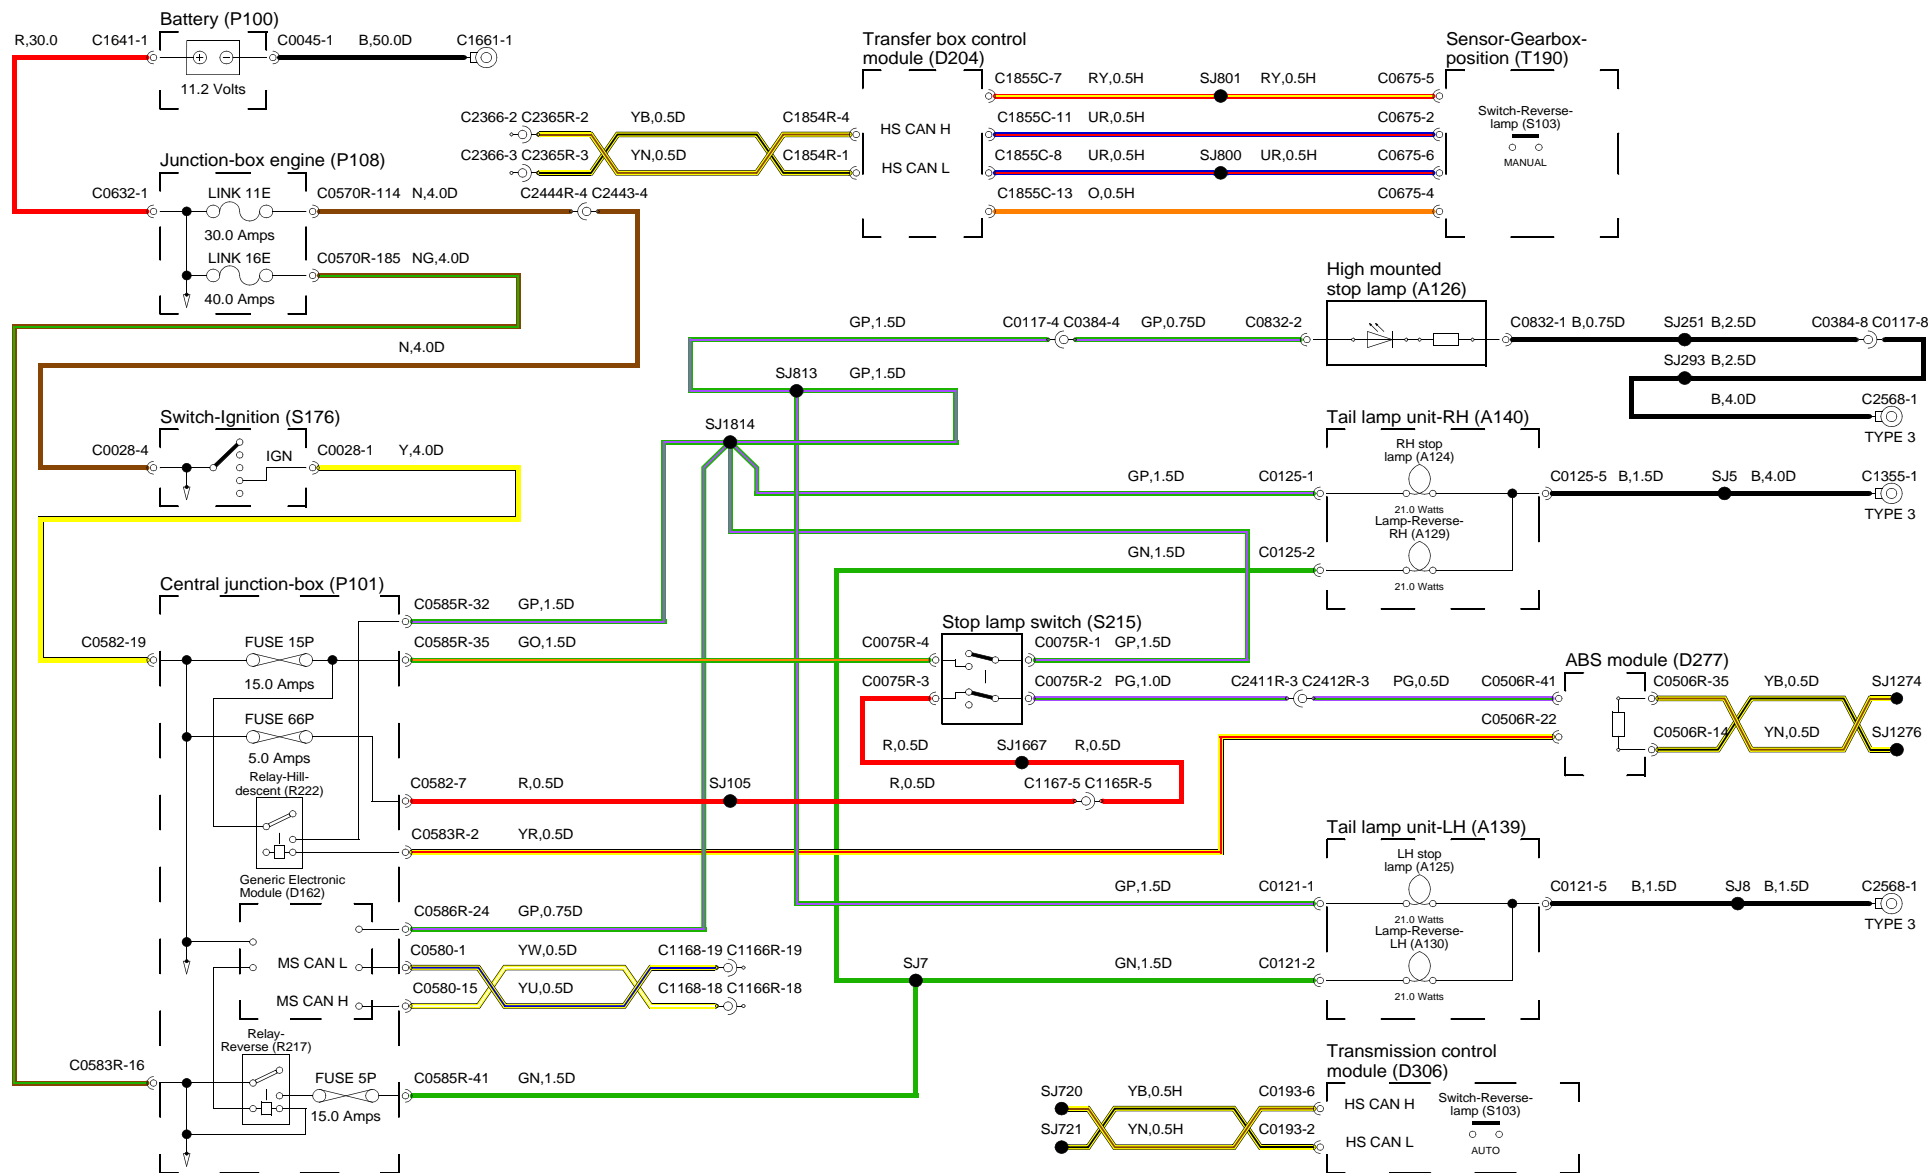 Battery (P100)
R,30.0 C1641-1 C0045-1 B,50.0D C1661-1
11.2 Volts
Transfer box control
module (D204)
Sensor-Gearbox-
position (T190)
C1855C-7 RY,0.5H SJ801 RY,0.5H C0675-5
C2366-2 C2365R-2 YB,0.5D C1854R-4
HS CAN H
C1855C-11 UR,0.5H C0675-2
Switch-Reverse-
lamp (S103)
MANUAL
C2366-3 C2365R-3 YN,0.5D C1854R-1
HS CAN L
C1855C-8 UR,0.5H SJ800 UR,0.5H C0675-6
C1855C-13 O,0.5H C0675-4
Junction-box engine (P108)
C0632-1 LINK 11E C0570R-114 N,4.0D C2444R-4 C2443-4
30.0 Amps
LINK 16E C0570R-185 NG,4.0D
40.0 Amps
N,4.0D
High mounted
stop lamp (A126)
GP,1.5D C0117-4 C0384-4 GP,0.75D C0832-2
C0832-1 B,0.75D SJ251 B,2.5D C0384-8 C0117-8
SJ293 B,2.5D
B,4.0D C2568-1
TYPE 3
SJ813 GP,1.5D
SJ1814
Switch-Ignition (S176)
C0028-4 IGN C0028-1 Y,4.0D
Tail lamp unit-RH (A140)
RH stop
lamp (A124)
GP,1.5D C0125-1
21.0 Watts
C0125-5 B,1.5D SJ5 B,4.0D C1355-1
TYPE 3
Lamp-Reverse-
RH (A129)
GN,1.5D C0125-2
21.0 Watts
Central junction-box (P101)
C0585R-32 GP,1.5D
C0582-19 FUSE 15P C0585R-35 GO,1.5D
15.0 Amps
Stop lamp switch (S215)
C0075R-4 C0075R-1 GP,1.5D
C0075R-3 C0075R-2 PG,1.0D C2411R-3 C2412R-3 PG,0.5D C0506R-41
ABS module (D277)
C0506R-35 YB,0.5D SJ1274
C0506R-22
C0506R-14 YN,0.5D SJ1276
FUSE 66P
5.0 Amps
R,0.5D SJ1667 R,0.5D
Relay-Hill-
descent (R222)
C0582-7 R,0.5D SJ105 R,0.5D C1167-5 C1165R-5
C0583R-2 YR,0.5D
Generic Electronic
Module (D162)
C0586R-24 GP,0.75D
MS CAN L C0580-1 YW,0.5D C1168-19 C1166R-19
MS CAN H C0580-15 YU,0.5D C1168-18 C1166R-18
Tail lamp unit-LH (A139)
LH stop
lamp (A125)
GP,1.5D C0121-1
21.0 Watts
C0121-5 B,1.5D SJ8 B,1.5D C2568-1
TYPE 3
Lamp-Reverse-
LH (A130)
SJ7 GN,1.5D C0121-2
21.0 Watts
Relay-
Reverse (R217)
C0583R-16 FUSE 5P C0585R-41 GN,1.5D
15.0 Amps
Transmission control
module (D306)
SJ720 YB,0.5H C0193-6 HS CAN H
Switch-Reverse-
lamp (S103)
SJ721 YN,0.5H C0193-2 HS CAN L
AUTO